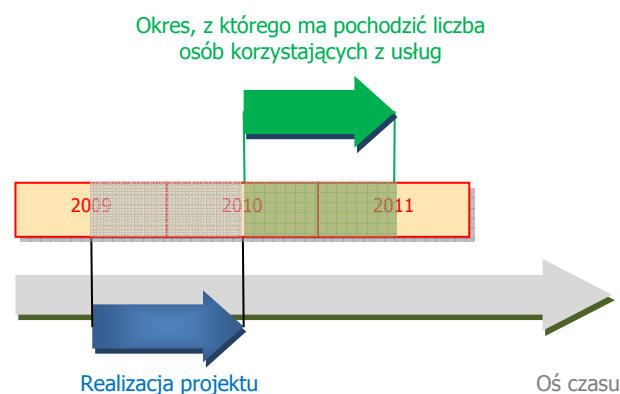 Okres, z którego ma pochodzić liczba
osób korzystających z usług
2009 2010 2011
Realizacja projektu
Oś czasu